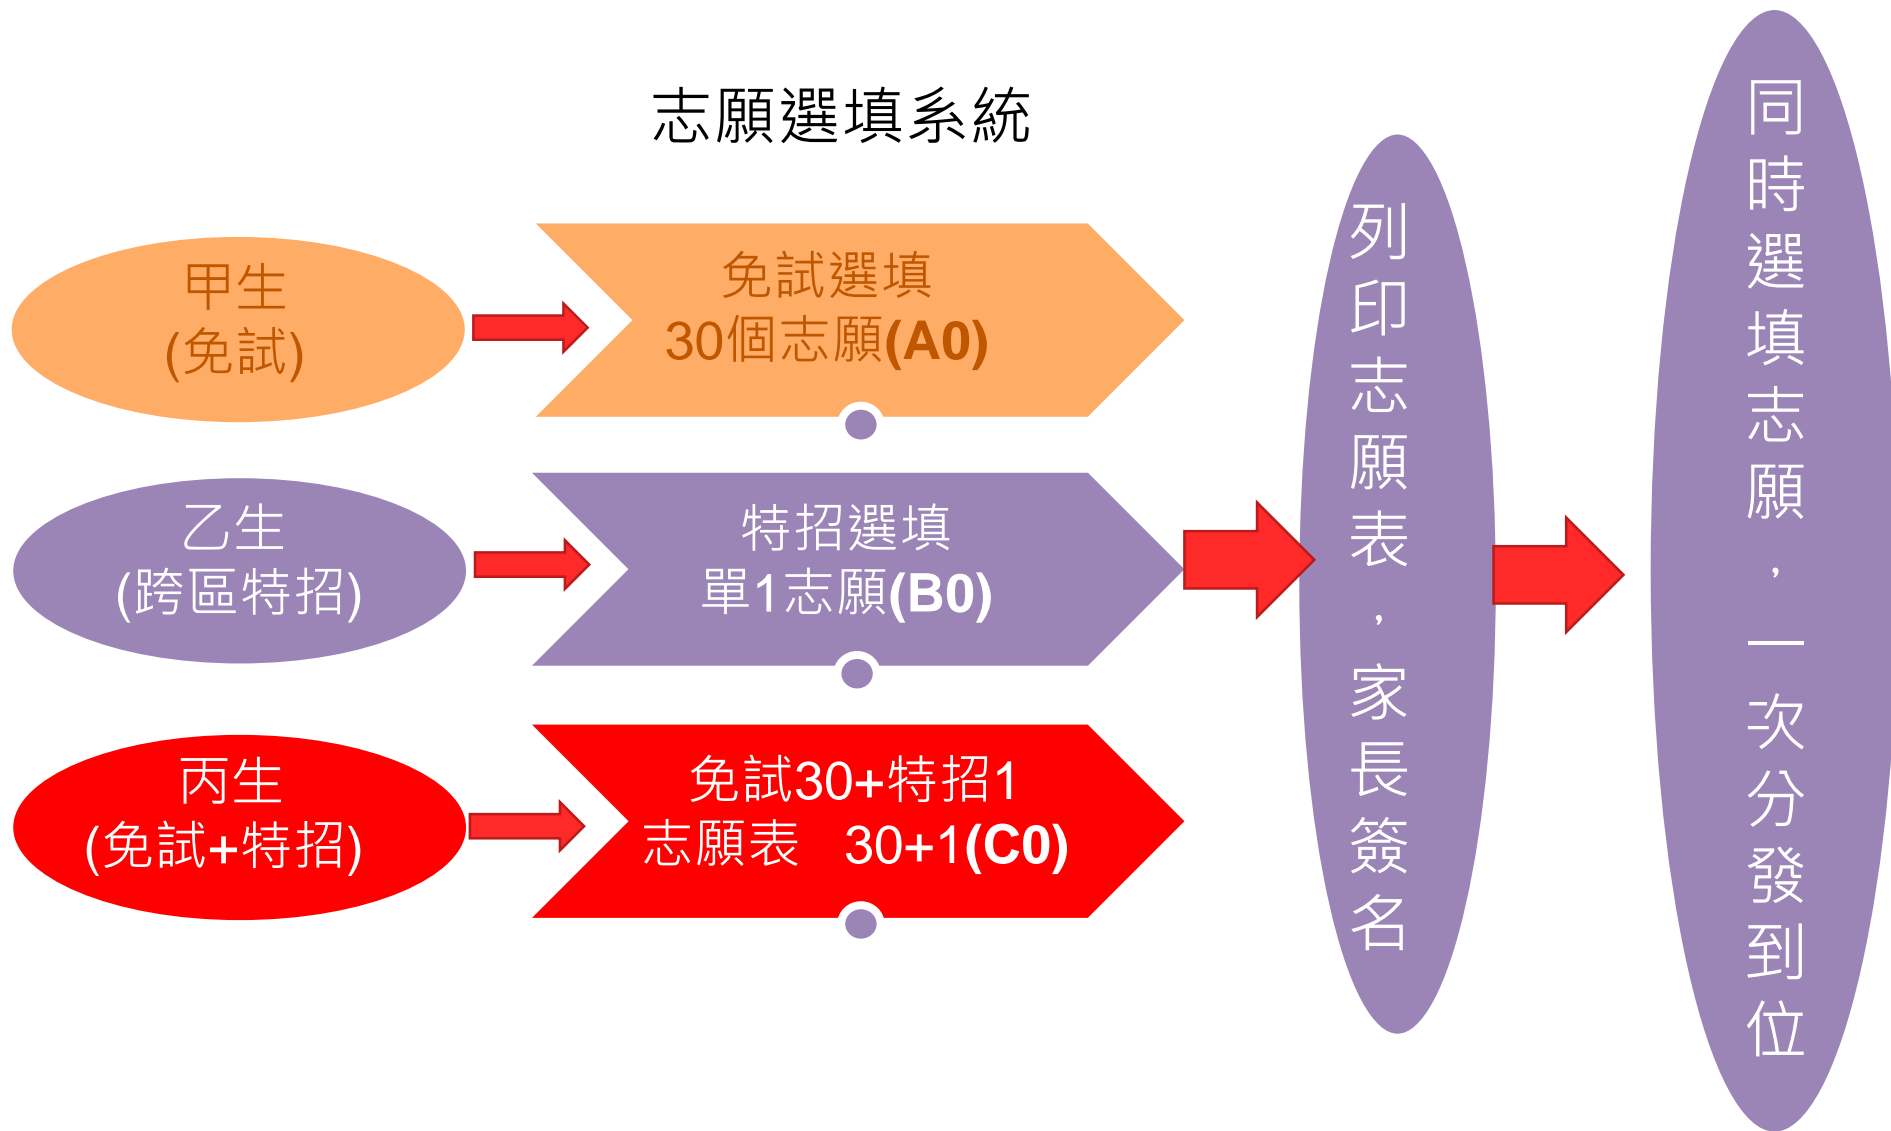 志願選填系統
甲生
(免試)
免試選填
30個志願(A0)
乙生
(跨區特招)
特招選填
單1志願(B0)
丙生
(免試+特招)
免試30+特招1
志願表 30+1(C0)
列印志願表，家長簽名
同時選填志願，一次分發到位